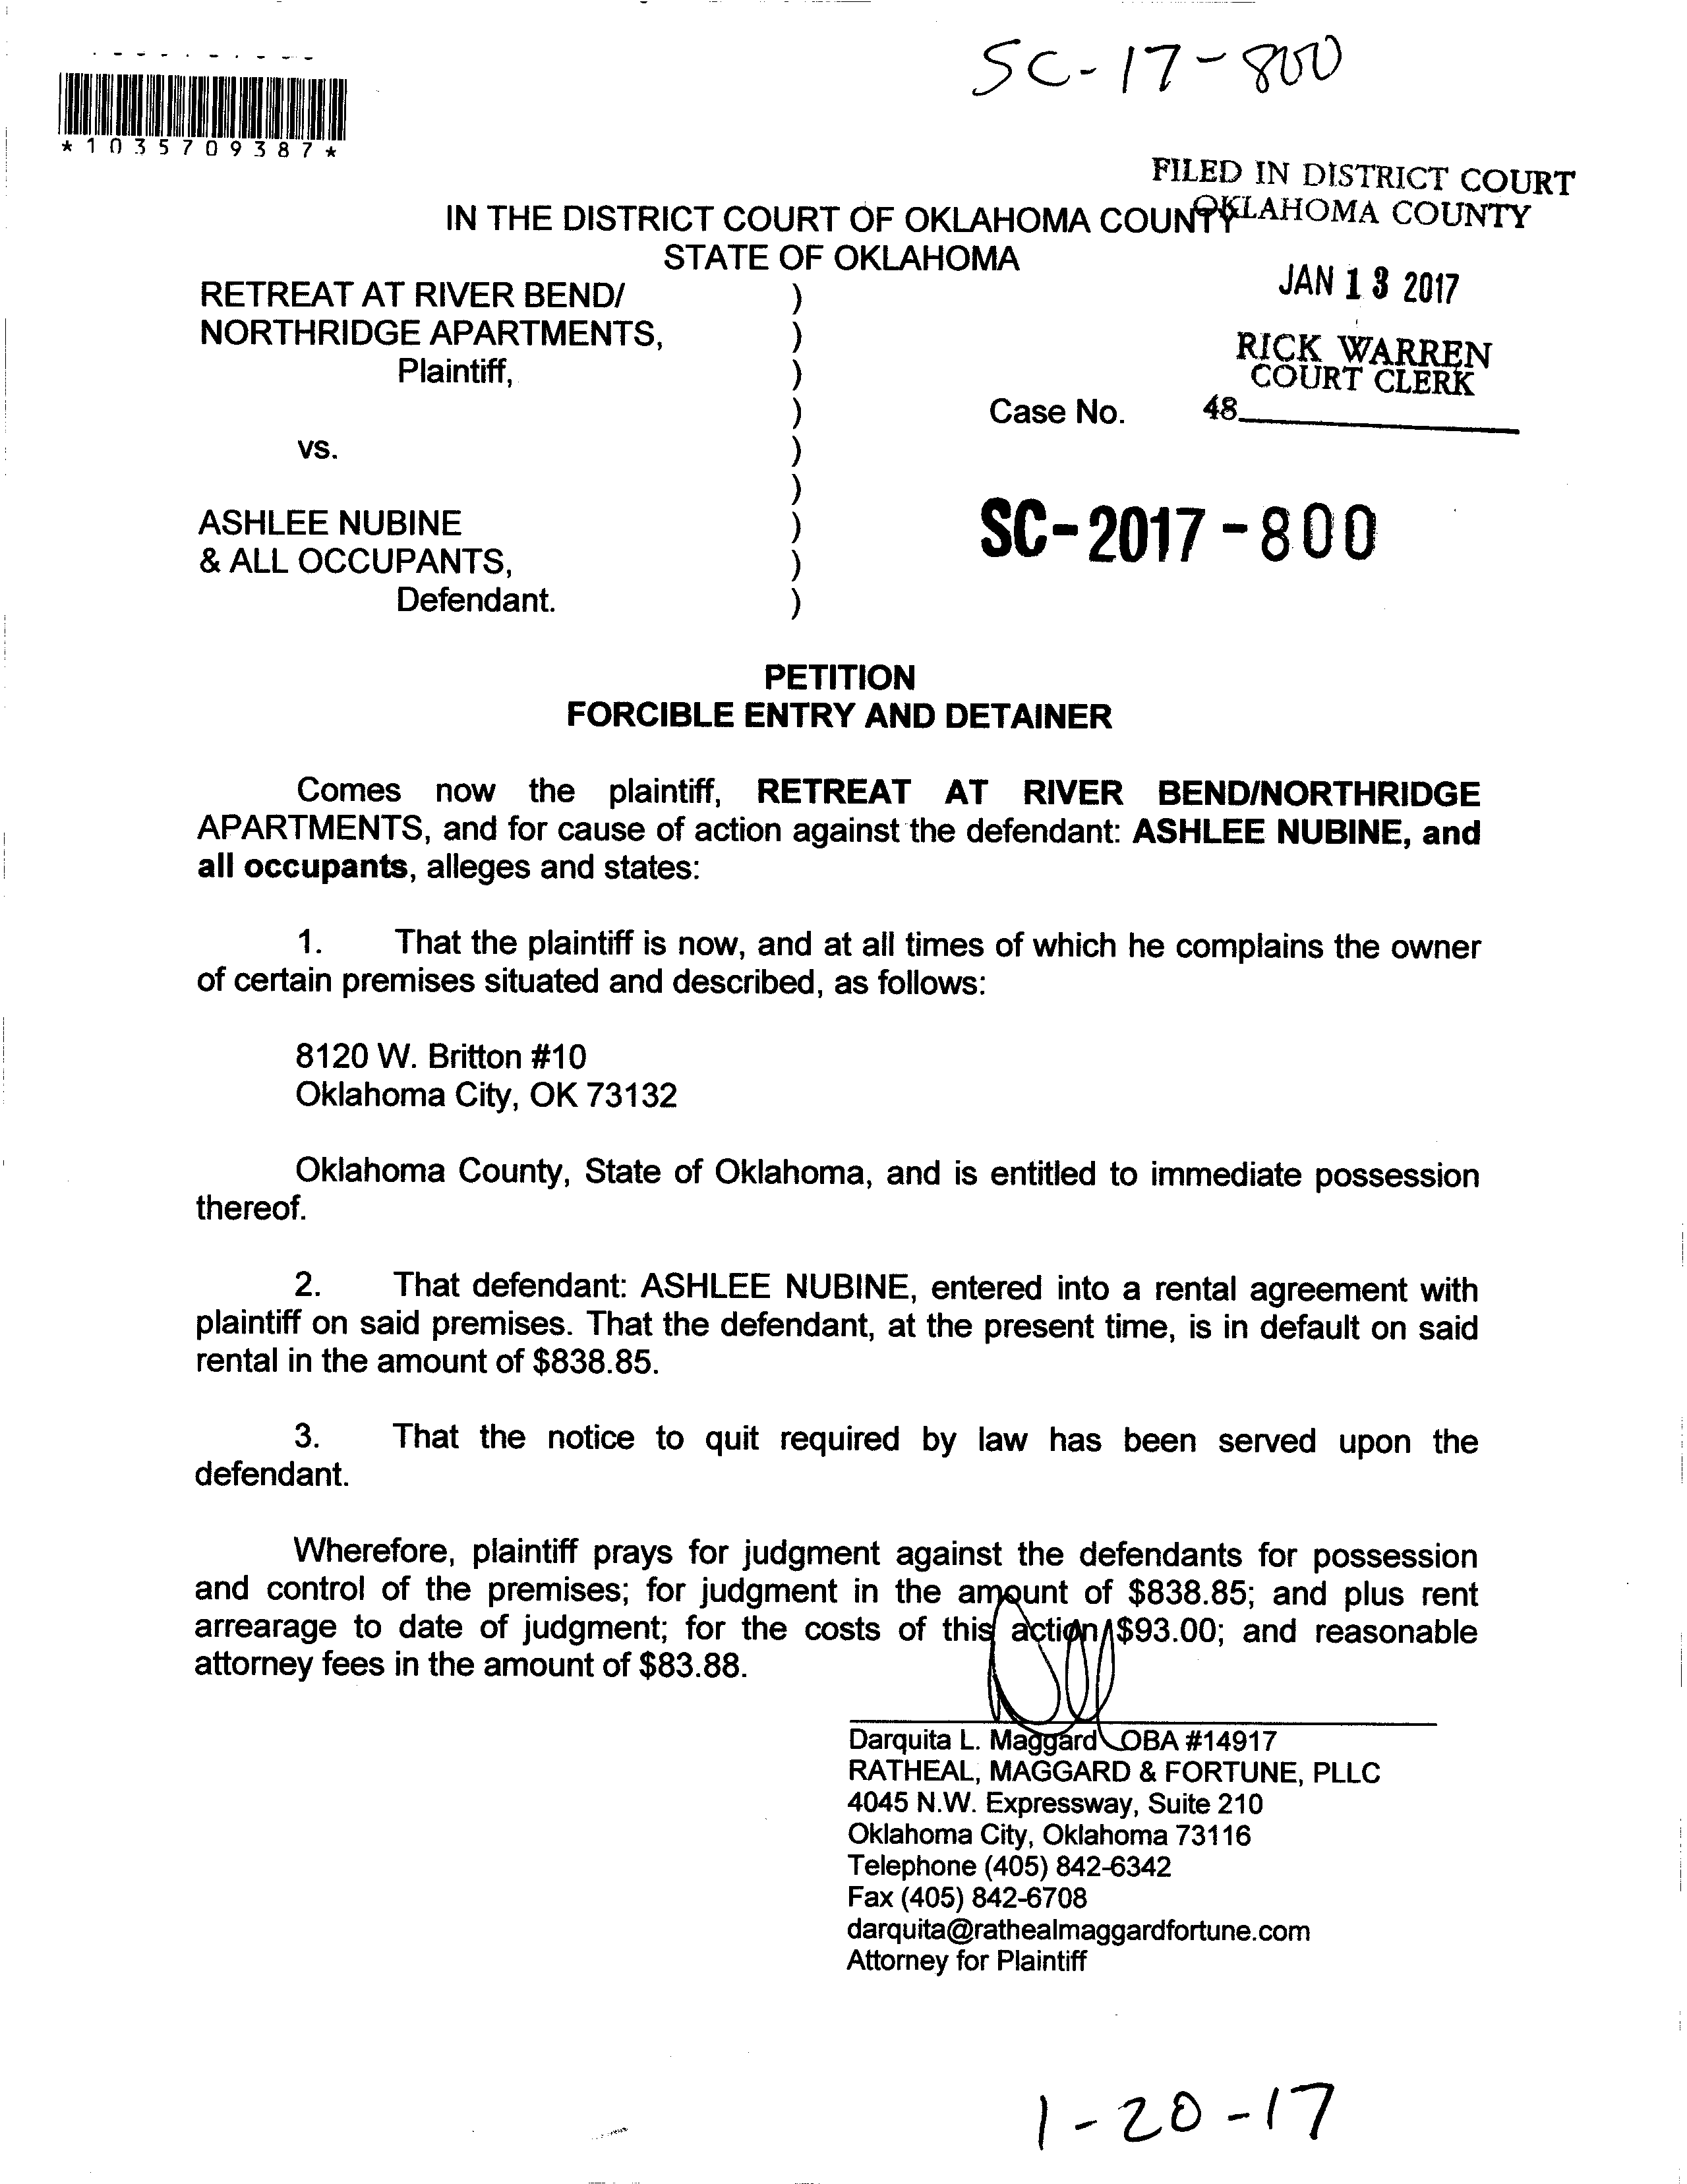 SC-17-800
*1035709387*
FILED IN DISTRICT COURT
OKLAHOMA COUNTY
IN THE DISTRICT COURT OF OKLAHOMA COUNTY
STATE OF OKLAHOMA
JAN 13 2017
RETREAT AT RIVER BEND/ )
NORTHRIDGE APARTMENTS, )
RICK WARREN
COURT CLERK
Plaintiff, )
) Case No. 48
vs. )
)
ASHLEE NUBINE ) SC-2017-800
& ALL OCCUPANTS, )
Defendant. )
PETITION
FORCIBLE ENTRY AND DETAINER
Comes now the plaintiff, RETREAT AT RIVER BEND/NORTHRIDGE
APARTMENTS, and for cause of action against the defendant: ASHLEE NUBINE, and
all occupants, alleges and states:
1. That the plaintiff is now, and at all times of which he complains the owner
of certain premises situated and described, as follows:
8120 W. Britton #10
Oklahoma City, OK 73132
Oklahoma County, State of Oklahoma, and is entitled to immediate possession
thereof.
2. That defendant: ASHLEE NUBINE, entered into a rental agreement with
plaintiff on said premises. That the defendant, at the present time, is in default on said
rental in the amount of $838.85.
3. That the notice to quit required by law has been served upon the
defendant.
Wherefore, plaintiff prays for judgment against the defendants for possession
and control of the premises; for judgment in the amount of $838.85; and plus rent
arrearage to date of judgment; for the costs of this action $93.00; and reasonable
attorney fees in the amount of $83.88.
Darquita L. Maggard OBA #14917
RATHEAL, MAGGARD & FORTUNE, PLLC
4045 N.W. Expressway, Suite 210
Oklahoma City, Oklahoma 73116
Telephone (405) 842-6342
Fax (405) 842-6708
darquita@rathealmaggardfortune.com
Attorney for Plaintiff
1-20-17